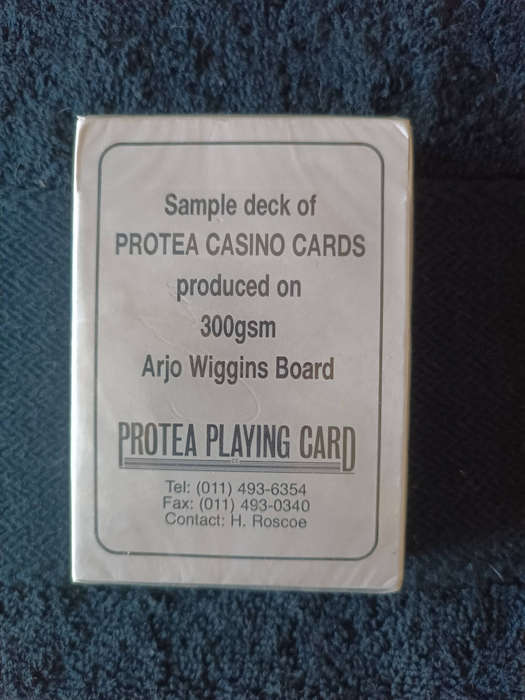 Sample deck of
PROTEA CASINO CARDS
produced on
300gsm
Arjo Wiggins Board
PROTEA PLAYING CARD
cc
Tel: (011) 493-6354
Fax: (011) 493-0340
Contact: H. Roscoe